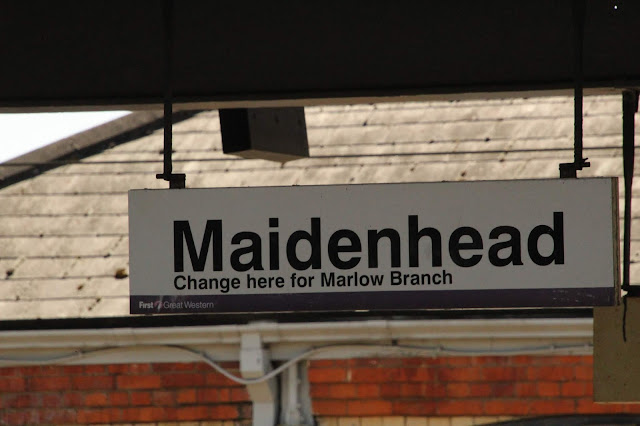 Maidenhead
Change here for Marlow Branch
First Great Western